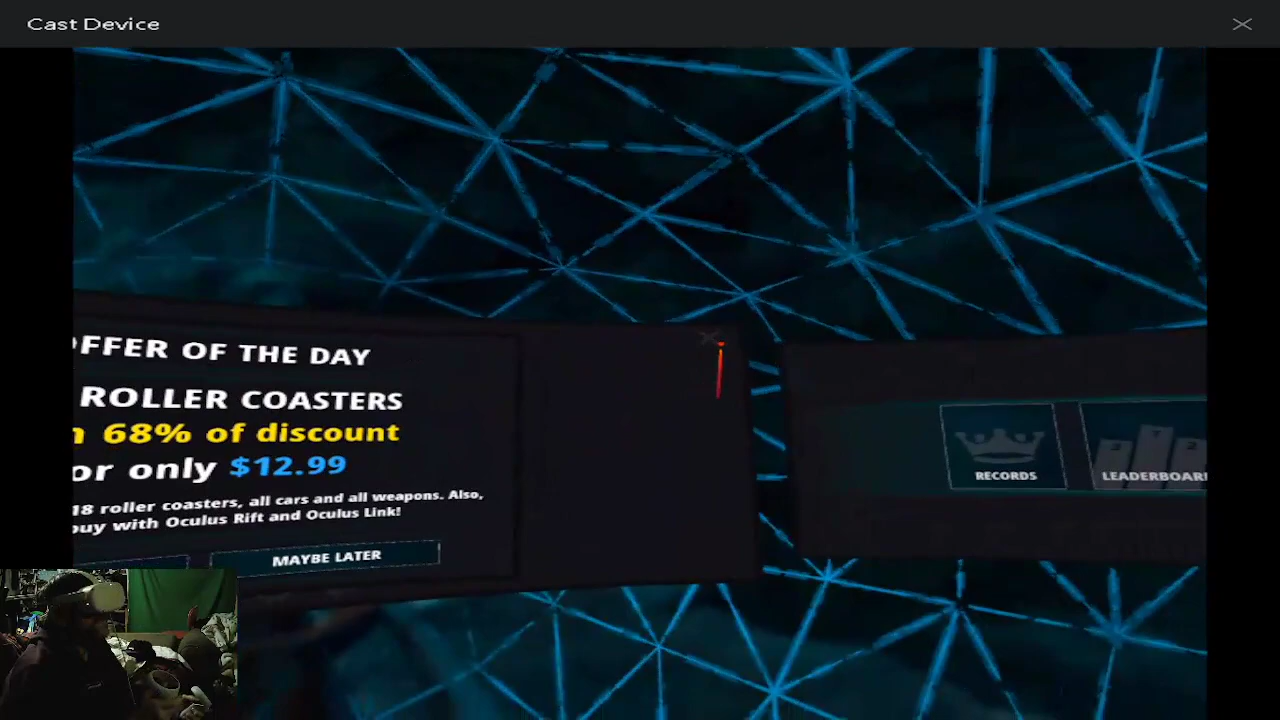 Cast Device
OFFER OF THE DAY
ROLLER COASTERS
68% of discount
or only $12.99
18 roller coasters, all cars and all weapons. Also,
buy with Oculus Rift and Oculus Link!
MAYBE LATER
RECORDS
LEADERBOAR